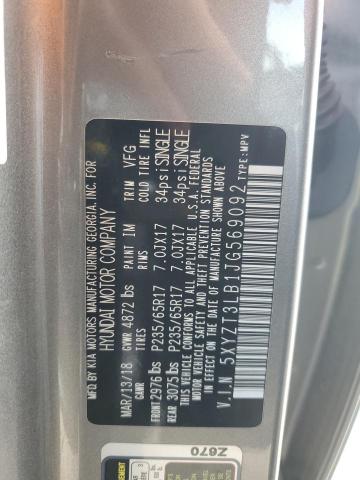 MFD BY KIA MOTORS MANUFACTURING GEORGIA, INC. FOR
HYUNDAI MOTOR COMPANY
MAR/13/18 GVWR 4872 lbs PAINT IM TRIM VFG
GAWR TIRES RIMS COLD TIRE INFL
FRONT 2976 lbs P235/65R17 7.0JX17 34psi SINGLE
REAR 3075 lbs P235/65R17 7.0JX17 34psi SINGLE
THIS VEHICLE CONFORMS TO ALL APPLICABLE U.S.A. FEDERAL
MOTOR VEHICLE SAFETY STANDARDS IN
EFFECT ON THE DATE OF MANUFACTURE SHOWN ABOVE.
V.I.N 5XYZT3LB1JG569092 TYPE:MPV
Z670